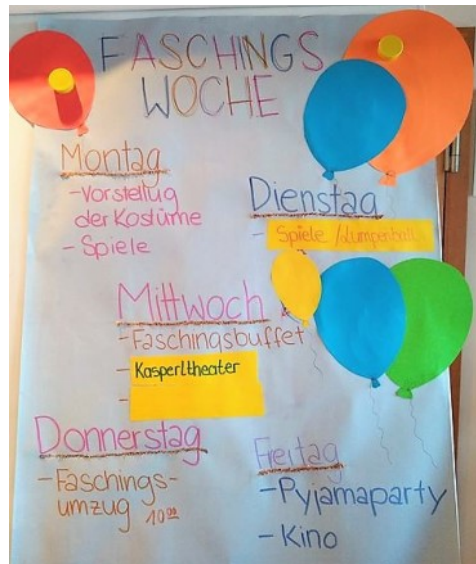 FASCHINGS
WOCHE
Montag
-Vorstellug
der Kostüme
- Spiele
Dienstag
- Spiele / Lumpenball
Mittwoch
-Faschingsbuffet
- Kasperltheater
-
Donnerstag
-Faschings-
umzug 10⁰⁰
Freitag
-Pyjamaparty
-Kino